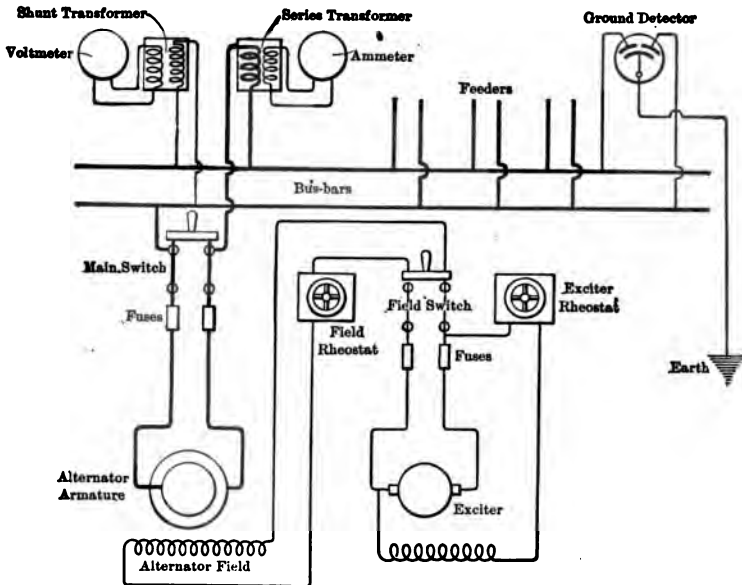 Shunt Transformer
Series Transformer
Ground Detector
Voltmeter
Ammeter
Feeders
Bus-bars
Main Switch
Fuses
Field Switch
Exciter
Rheostat
Field
Rheostat
Fuses
Earth
Alternator
Armature
Exciter
Alternator Field